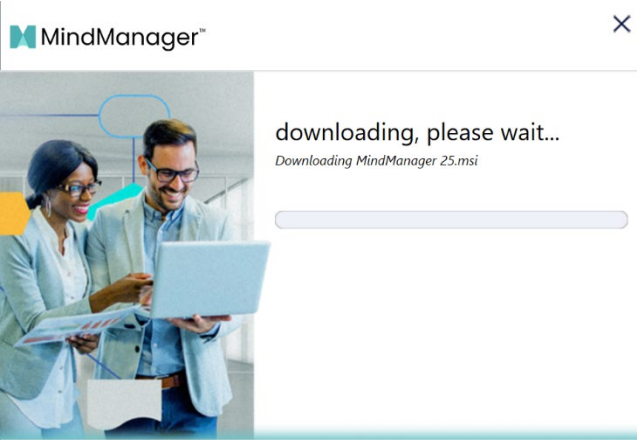 MindManager™
downloading, please wait...
Downloading MindManager 25.msi